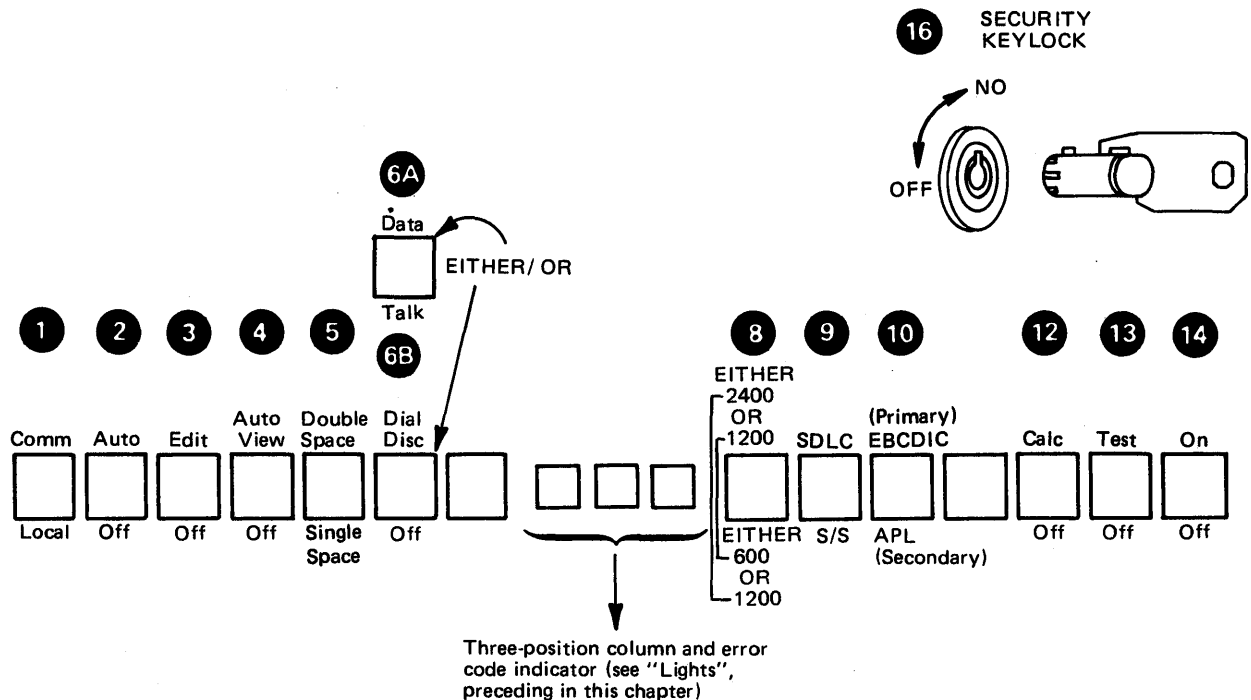 16 SECURITY
KEYLOCK
NO
OFF
6A
Data
EITHER/ OR
Talk
1 2 3 4 5 6B 8 9 10 12 13 14
Comm
Local
Auto
Off
Edit
Off
Auto
View
Off
Double
Space
Single
Space
Dial
Disc
Off
EITHER
2400
OR
1200
EITHER
600
OR
1200
SDLC
S/S
(Primary)
EBCDIC
APL
(Secondary)
Calc
Off
Test
Off
On
Off
Three-position column and error
code indicator (see "Lights",
preceding in this chapter)